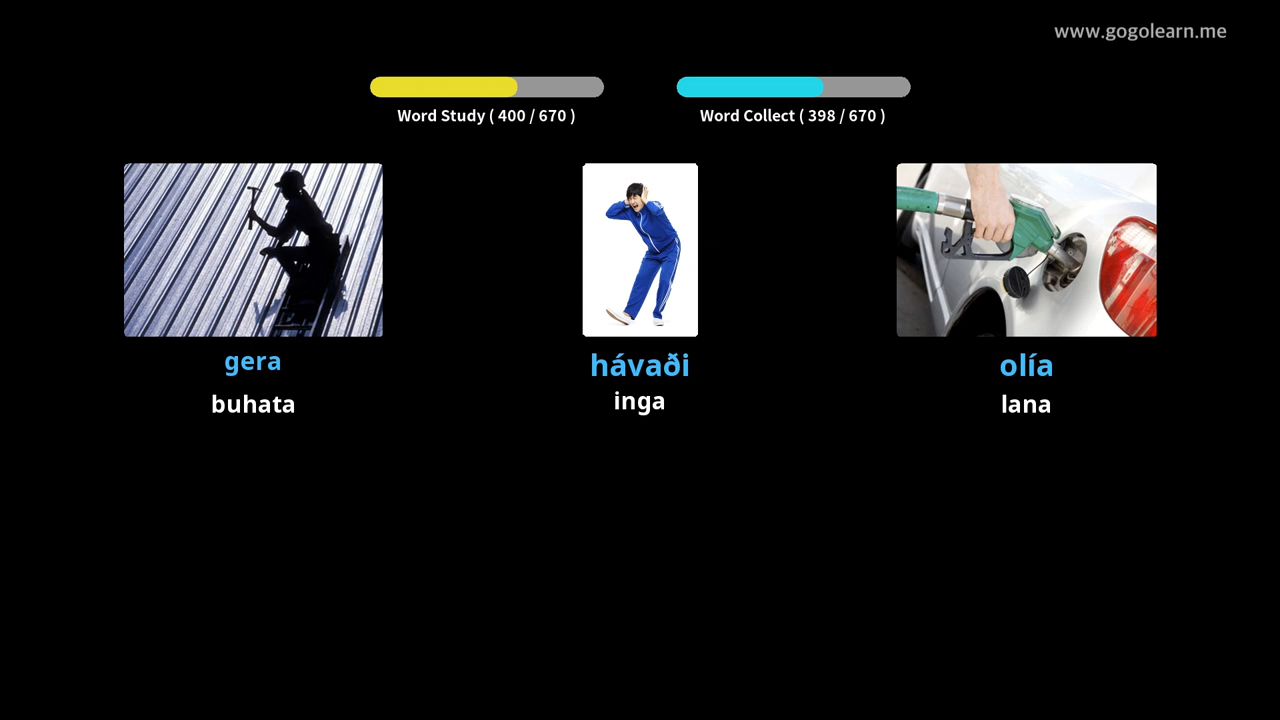 www.gogolearn.me
Word Study ( 400 / 670 )
Word Collect ( 398 / 670 )
gera
buhata
hávaði
inga
olía
lana